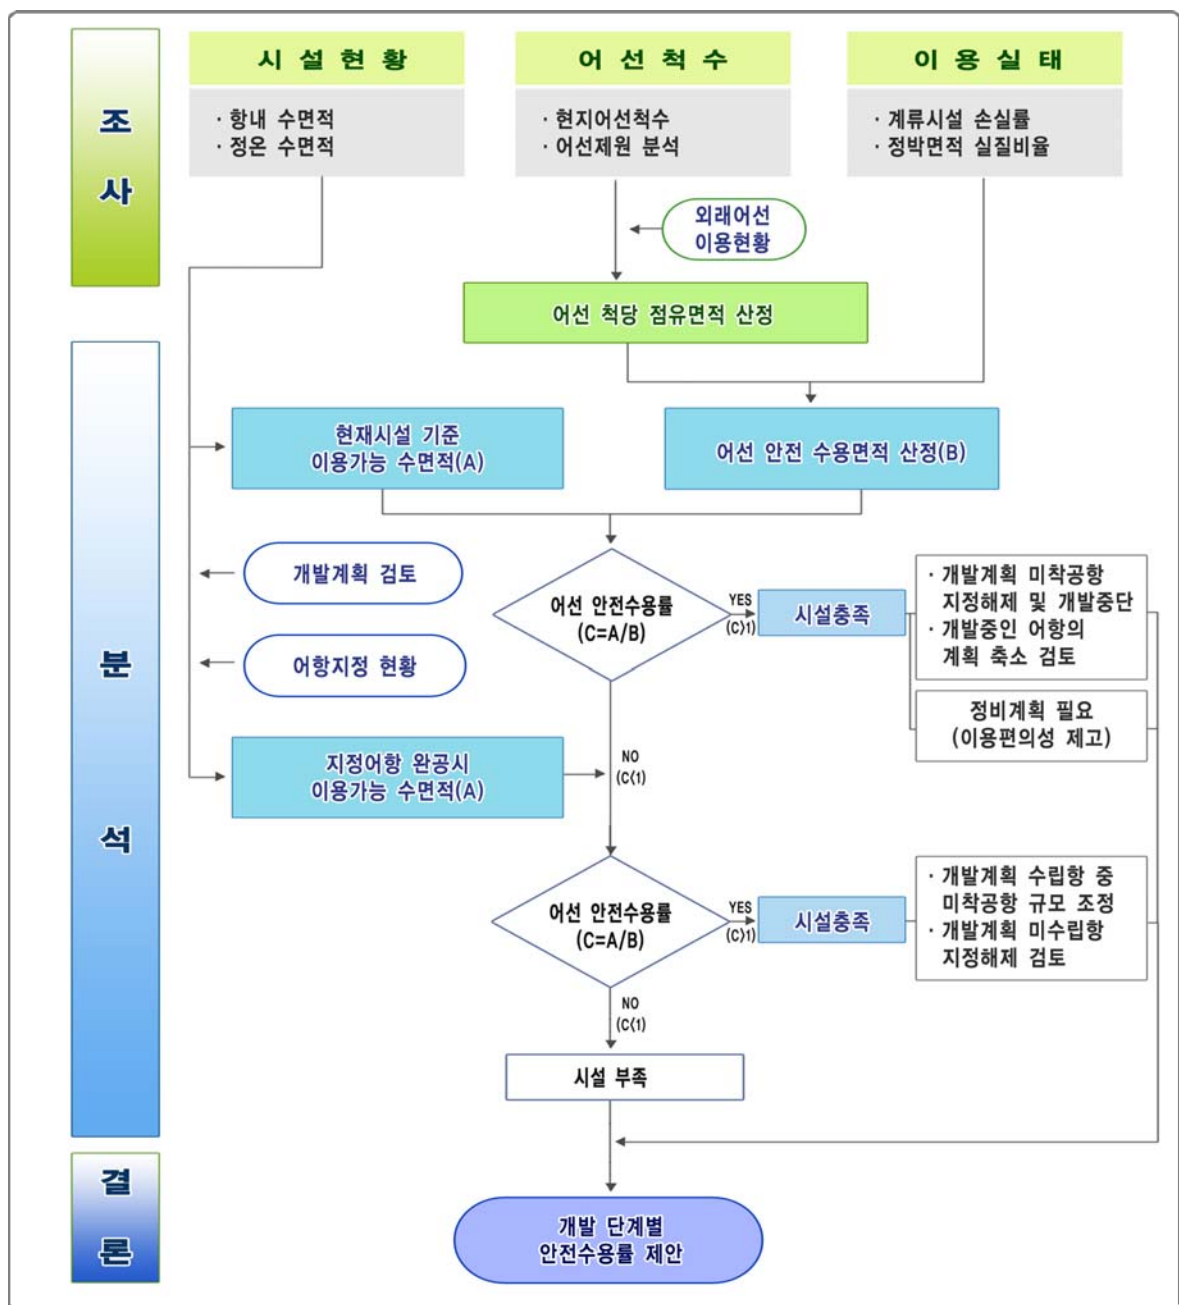 조
사
시 설 현 황
· 항내 수면적
· 정온 수면적
어 선 척 수
· 현지어선척수
· 어선제원 분석
이 용 실 태
· 계류시설 손실률
· 정박면적 실질비율
외래어선
이용현황
어선 척당 점유면적 산정
분
석
현재시설 기준
이용가능 수면적(A)
어선 안전 수용면적 산정(B)
개발계획 검토
어항지정 현황
어선 안전수용률
(C=A/B)
YES
(C>1)
시설충족
· 개발계획 미착공항
지정해제 및 개발중단
· 개발중인 어항의
계획 축소 검토
정비계획 필요
(이용편의성 제고)
지정어항 완공시
이용가능 수면적(A)
NO
(C<1)
어선 안전수용률
(C=A/B)
YES
(C>1)
시설충족
· 개발계획 수립항 중
미착공항 규모 조정
· 개발계획 미수립항
지정해제 검토
NO
(C<1)
시설 부족
결
론
개발 단계별
안전수용률 제안